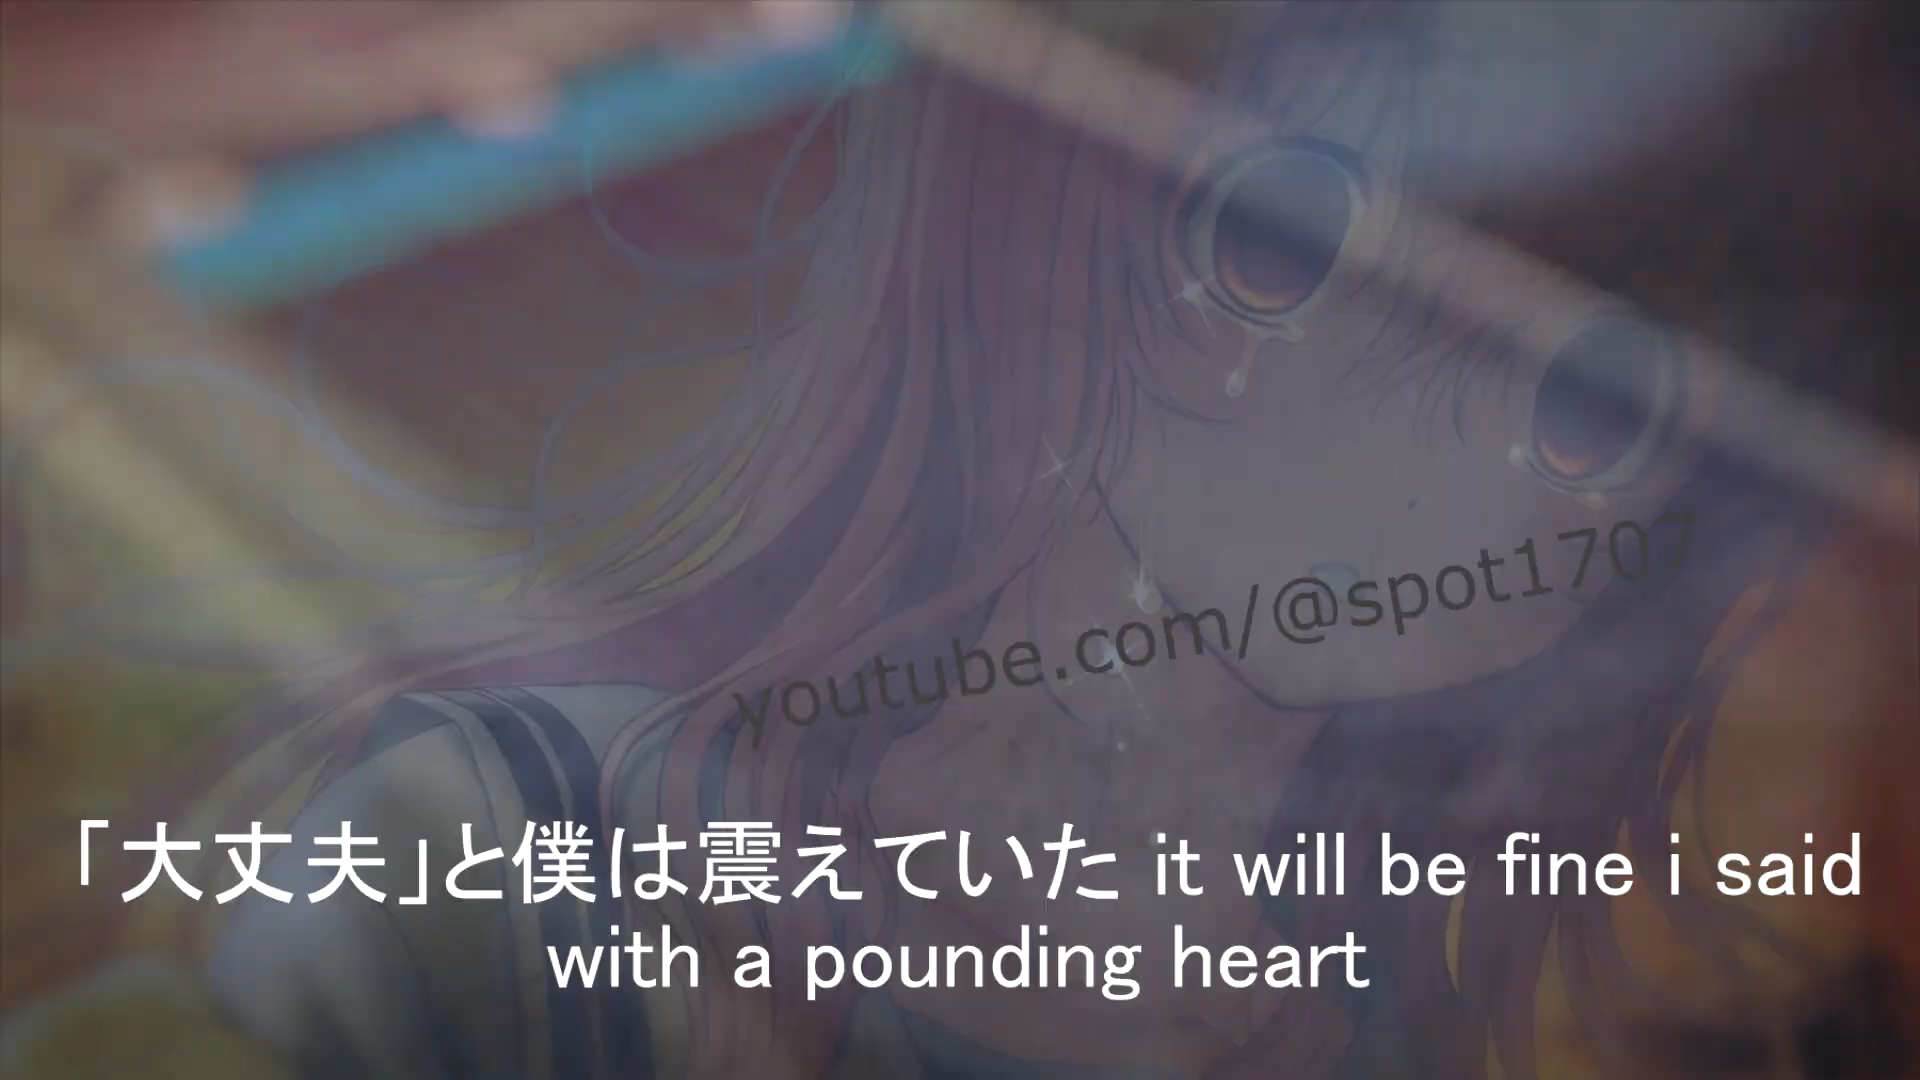 youtube.com/@spot1707
「大丈夫」と僕は震えていた it will be fine i said
with a pounding heart